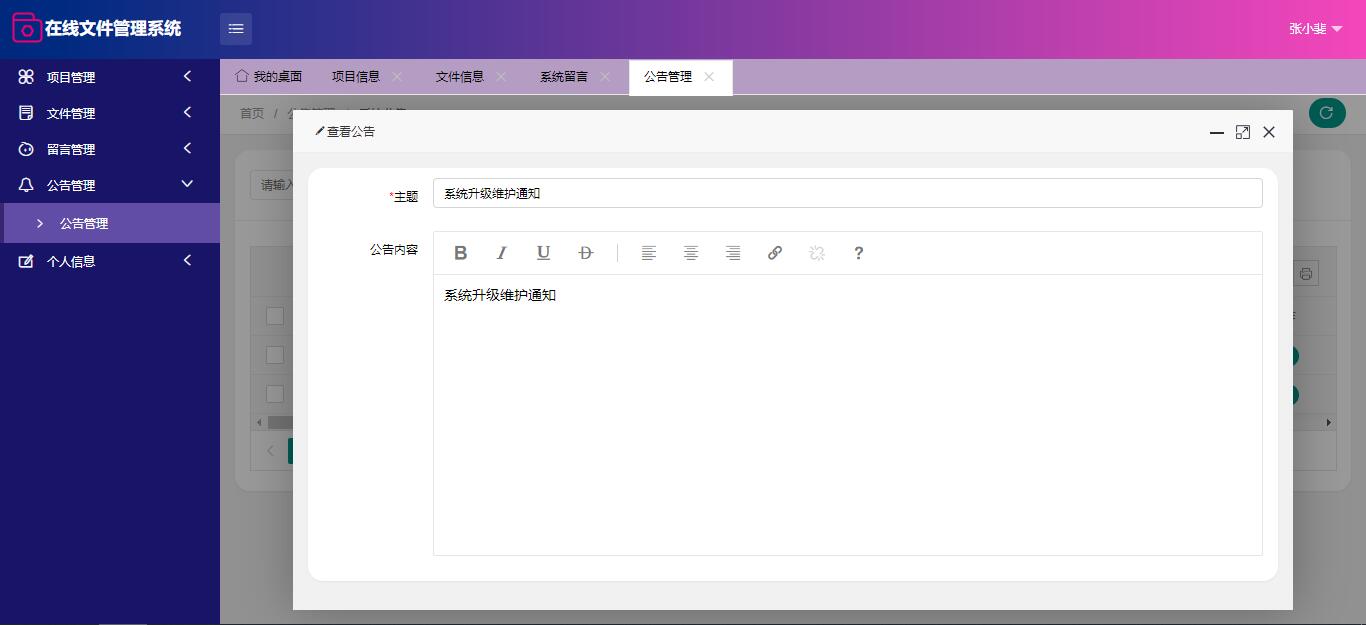 在线文件管理系统
张小斐
项目管理
文件管理
留言管理
公告管理
公告管理
个人信息
我的桌面 项目信息 文件信息 系统留言 公告管理
首页 /
请输入
查看公告
*主题 系统升级维护通知
公告内容 B I U D ?
系统升级维护通知